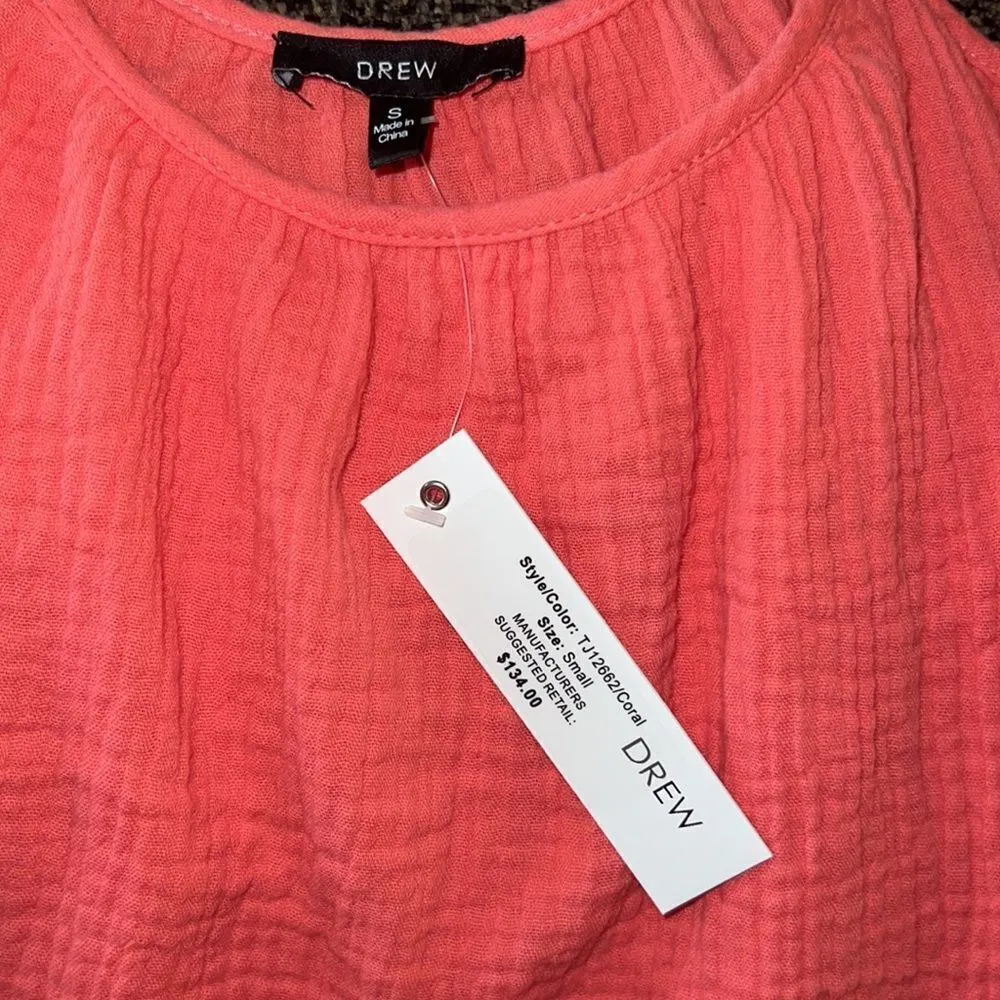 DREW
S
Made in
China
Style/Color: TJ12662/Coral
Size: Small
MANUFACTURERS
SUGGESTED RETAIL:
$134.00
DREW